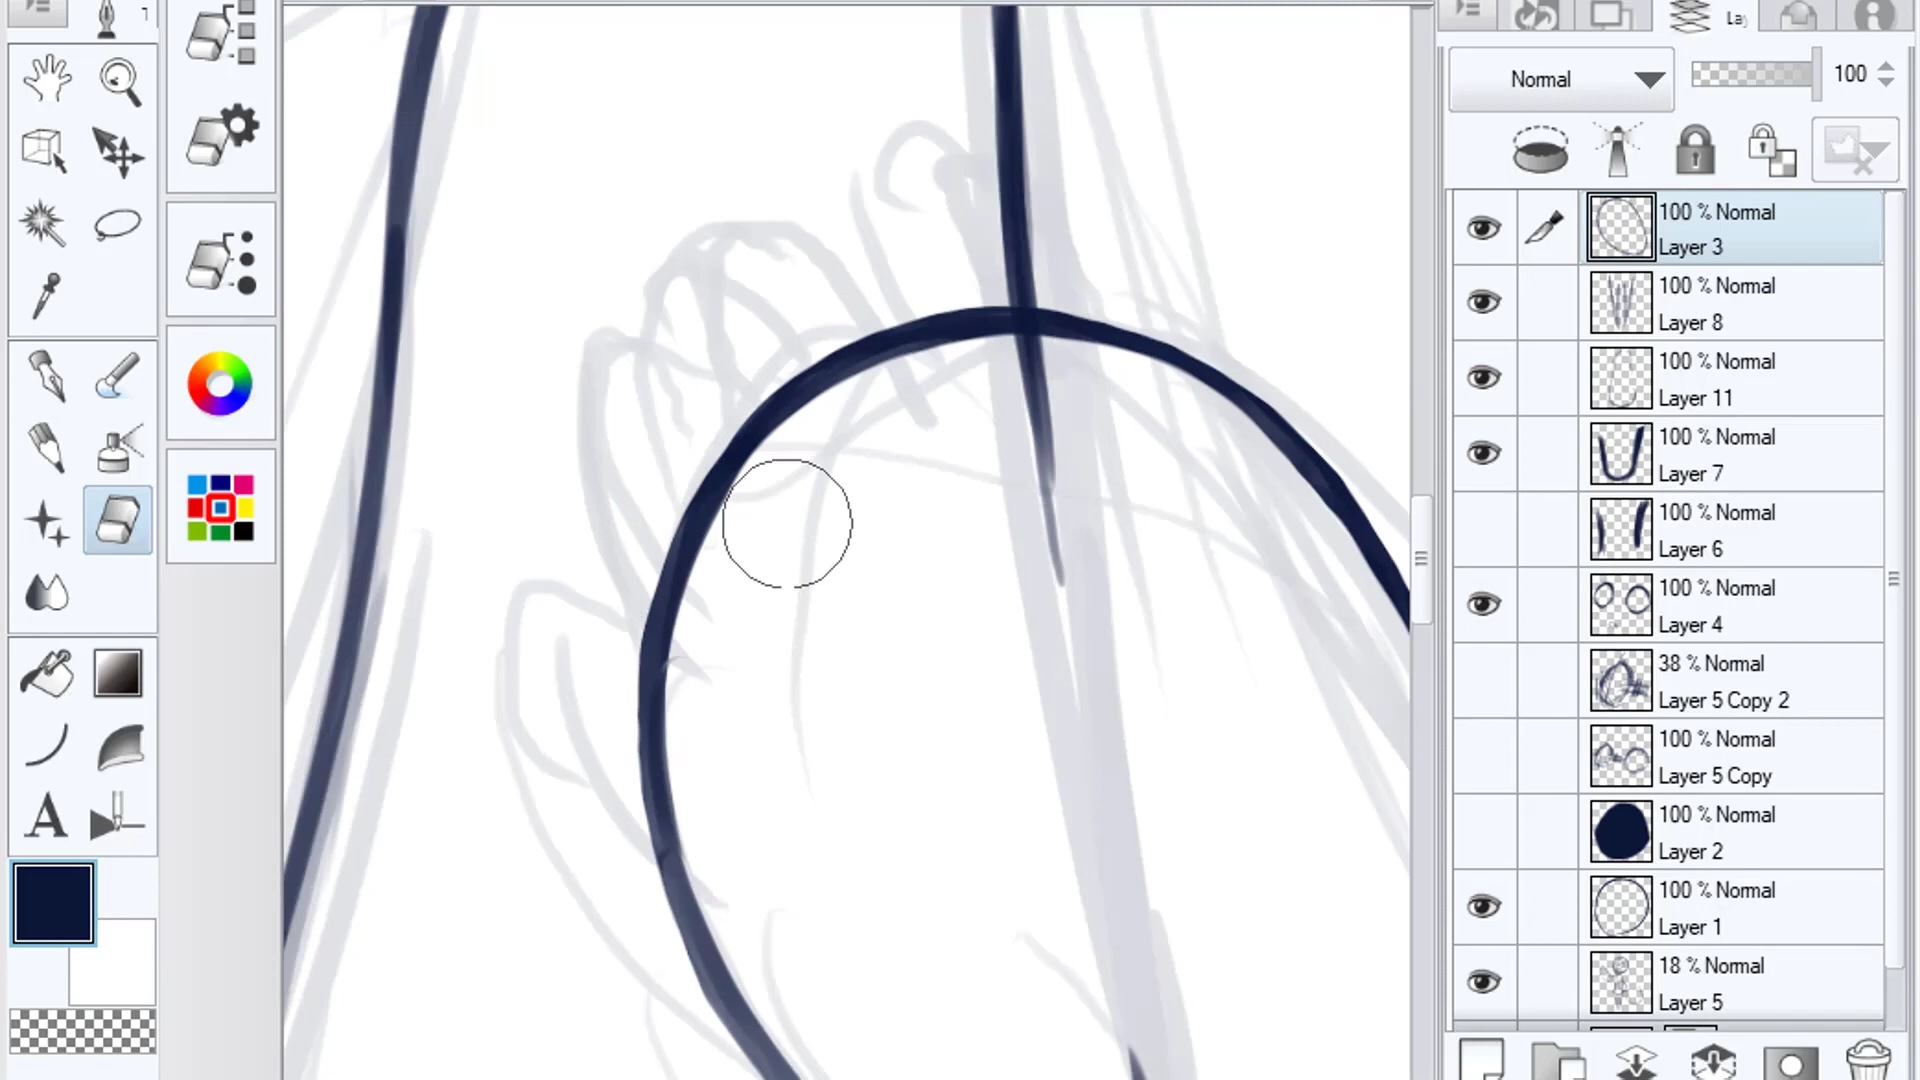 La
Normal
100
100 % Normal
Layer 3
100 % Normal
Layer 8
100 % Normal
Layer 11
100 % Normal
Layer 7
100 % Normal
Layer 6
100 % Normal
Layer 4
38 % Normal
Layer 5 Copy 2
100 % Normal
Layer 5 Copy
100 % Normal
Layer 2
100 % Normal
Layer 1
18 % Normal
Layer 5
A